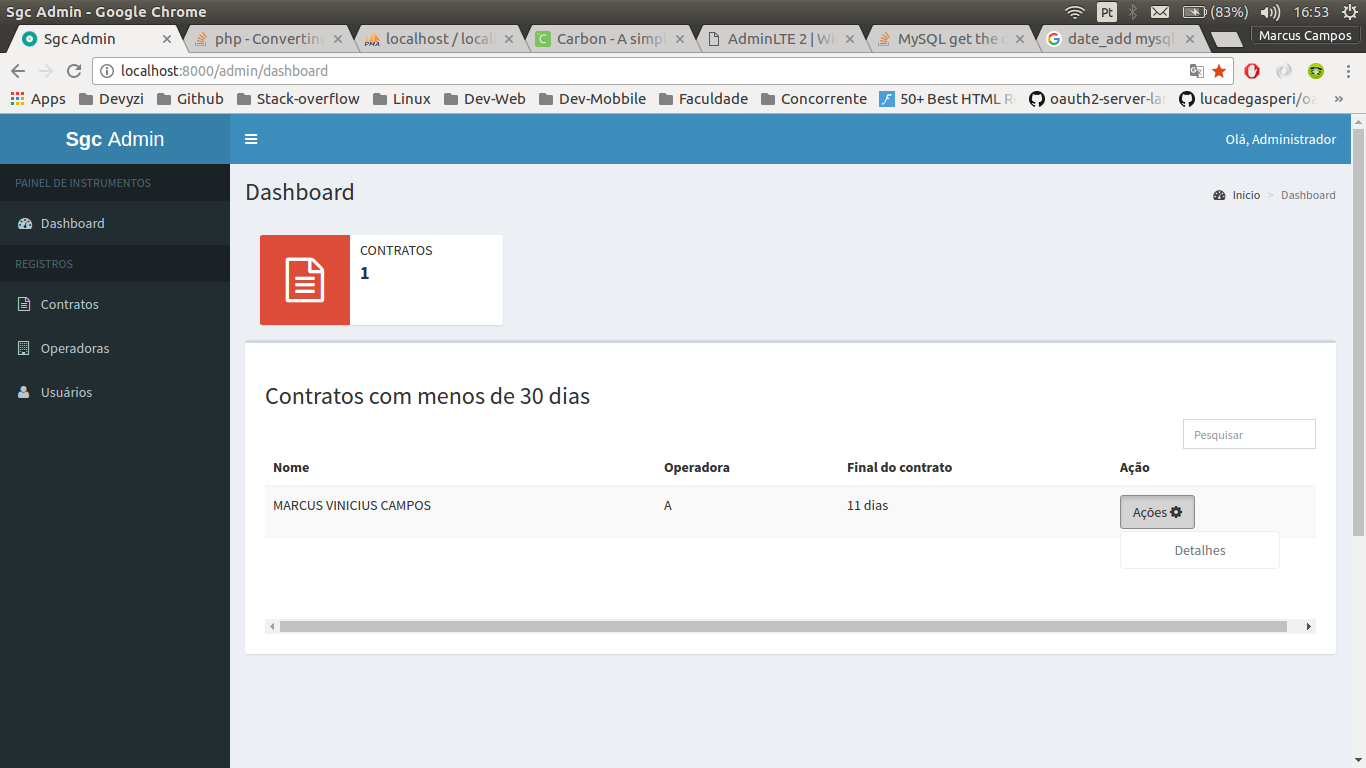 Sgc Admin - Google Chrome
Pt
(83%)
16:53
Sgc Admin
php - Converting
localhost / local
Carbon - A simpl
AdminLTE 2 | Wi
MySQL get the d
date_add mysql
Marcus Campos
localhost:8000/admin/dashboard
Apps
Devyzi
Github
Stack-overflow
Linux
Dev-Web
Dev-Mobbile
Faculdade
Concorrente
50+ Best HTML R
oauth2-server-la
lucadegasperi/oa
»
Sgc Admin
Olá, Administrador
PAINEL DE INSTRUMENTOS
Dashboard
REGISTROS
Contratos
Operadoras
Usuários
Dashboard
Inicio > Dashboard
CONTRATOS
1
Contratos com menos de 30 dias
Pesquisar
Nome Operadora Final do contrato Ação
MARCUS VINICIUS CAMPOS A 11 dias Ações
Detalhes